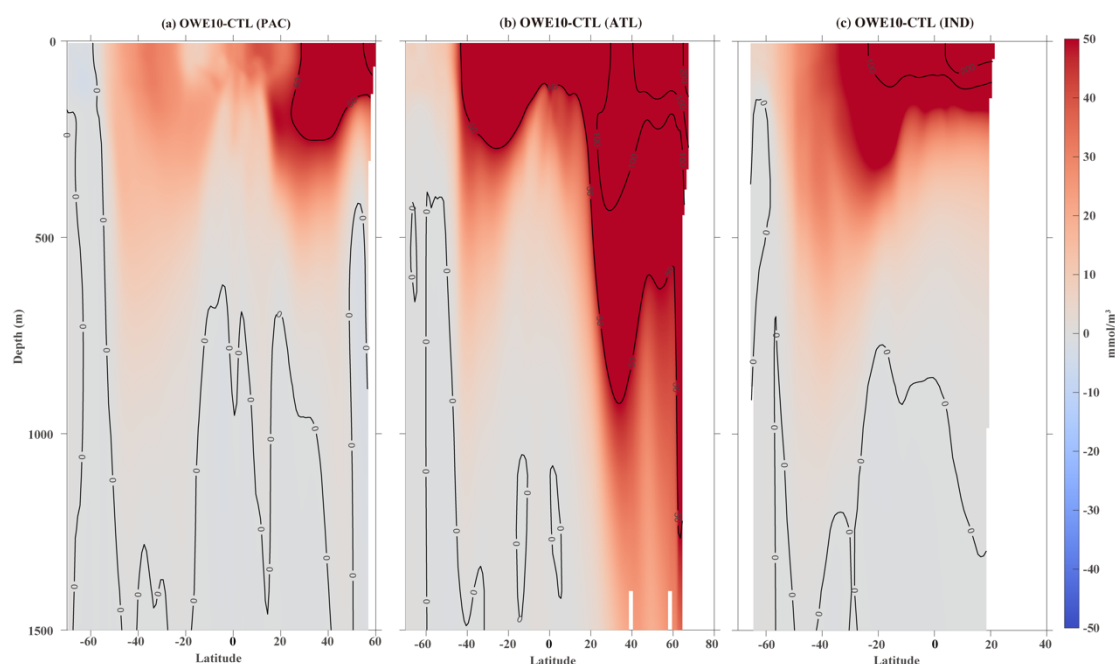 (a) OWE10-CTL (PAC)
(b) OWE10-CTL (ATL)
(c) OWE10-CTL (IND)
0
500
1000
1500
Depth (m)
-60 -40 -20 0 20 40 60
Latitude
-60 -40 -20 0 20 40 60 80
Latitude
-60 -40 -20 0 20 40
Latitude
50
40
30
20
10
0
-10
-20
-30
-40
-50
mmol/m³